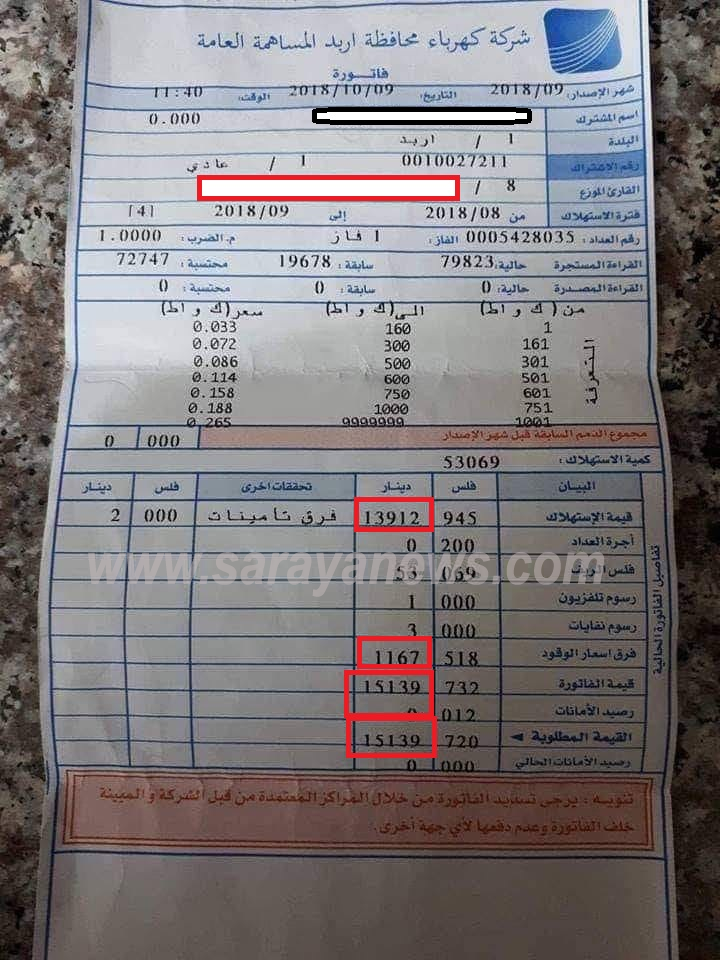 شركة كهرباء محافظة اربد المساهمة العامة
فاتورة
شهر الإصدار: 2018/09 التاريخ: 2018/10/09 الوقت: 11:40
اسم المشترك 0.000
البلدة 1 / اربد
رقم الاشتراك 0010027211 1 / عادي
القارئ الموزع 8 /
فترة الاستهلاك من 2018/08 إلى 2018/09 [4]
رقم العداد: 0005428035 الفاز: 1 فاز م.الضرب: 1.0000
القراءة المستجرة حالية: 79823 سابقة: 19678 محتسبة: 72747
القراءة المصدرة حالية: 0 سابقة: 0 محتسبة: 0
التعرفة
من (ك و اط) الى (ك و اط) سعر (ك و اط)
1 160 0.033
161 300 0.072
301 500 0.086
501 600 0.114
601 750 0.158
751 1000 0.188
1001 9999999 0.265
مجموع الذمم السابقة قبل شهر الإصدار 000 0
كمية الاستهلاك: 53069
تفاصيل الفاتورة الحالية
البيان فلس دينار تحققات اخرى فلس دينار
قيمة الإستهلاك 945 13912 فرق تأمينات 000 2
أجرة العداد 200 0
فلس الريف 069 53
رسوم تلفزيون 000 1
رسوم نفايات 000 3
فرق اسعار الوقود 518 1167
قيمة الفاتورة 732 15139
رصيد الأمانات 012 0
القيمة المطلوبة ◄ 720 15139
رصيد الأمانات الحالي 000 0
تنويه: يرجى تسديد الفاتورة من خلال المراكز المعتمدة من قبل الشركة والمبينة
خلف الفاتورة وعدم دفعها لأي جهة أخرى.
www.sarayanews.com